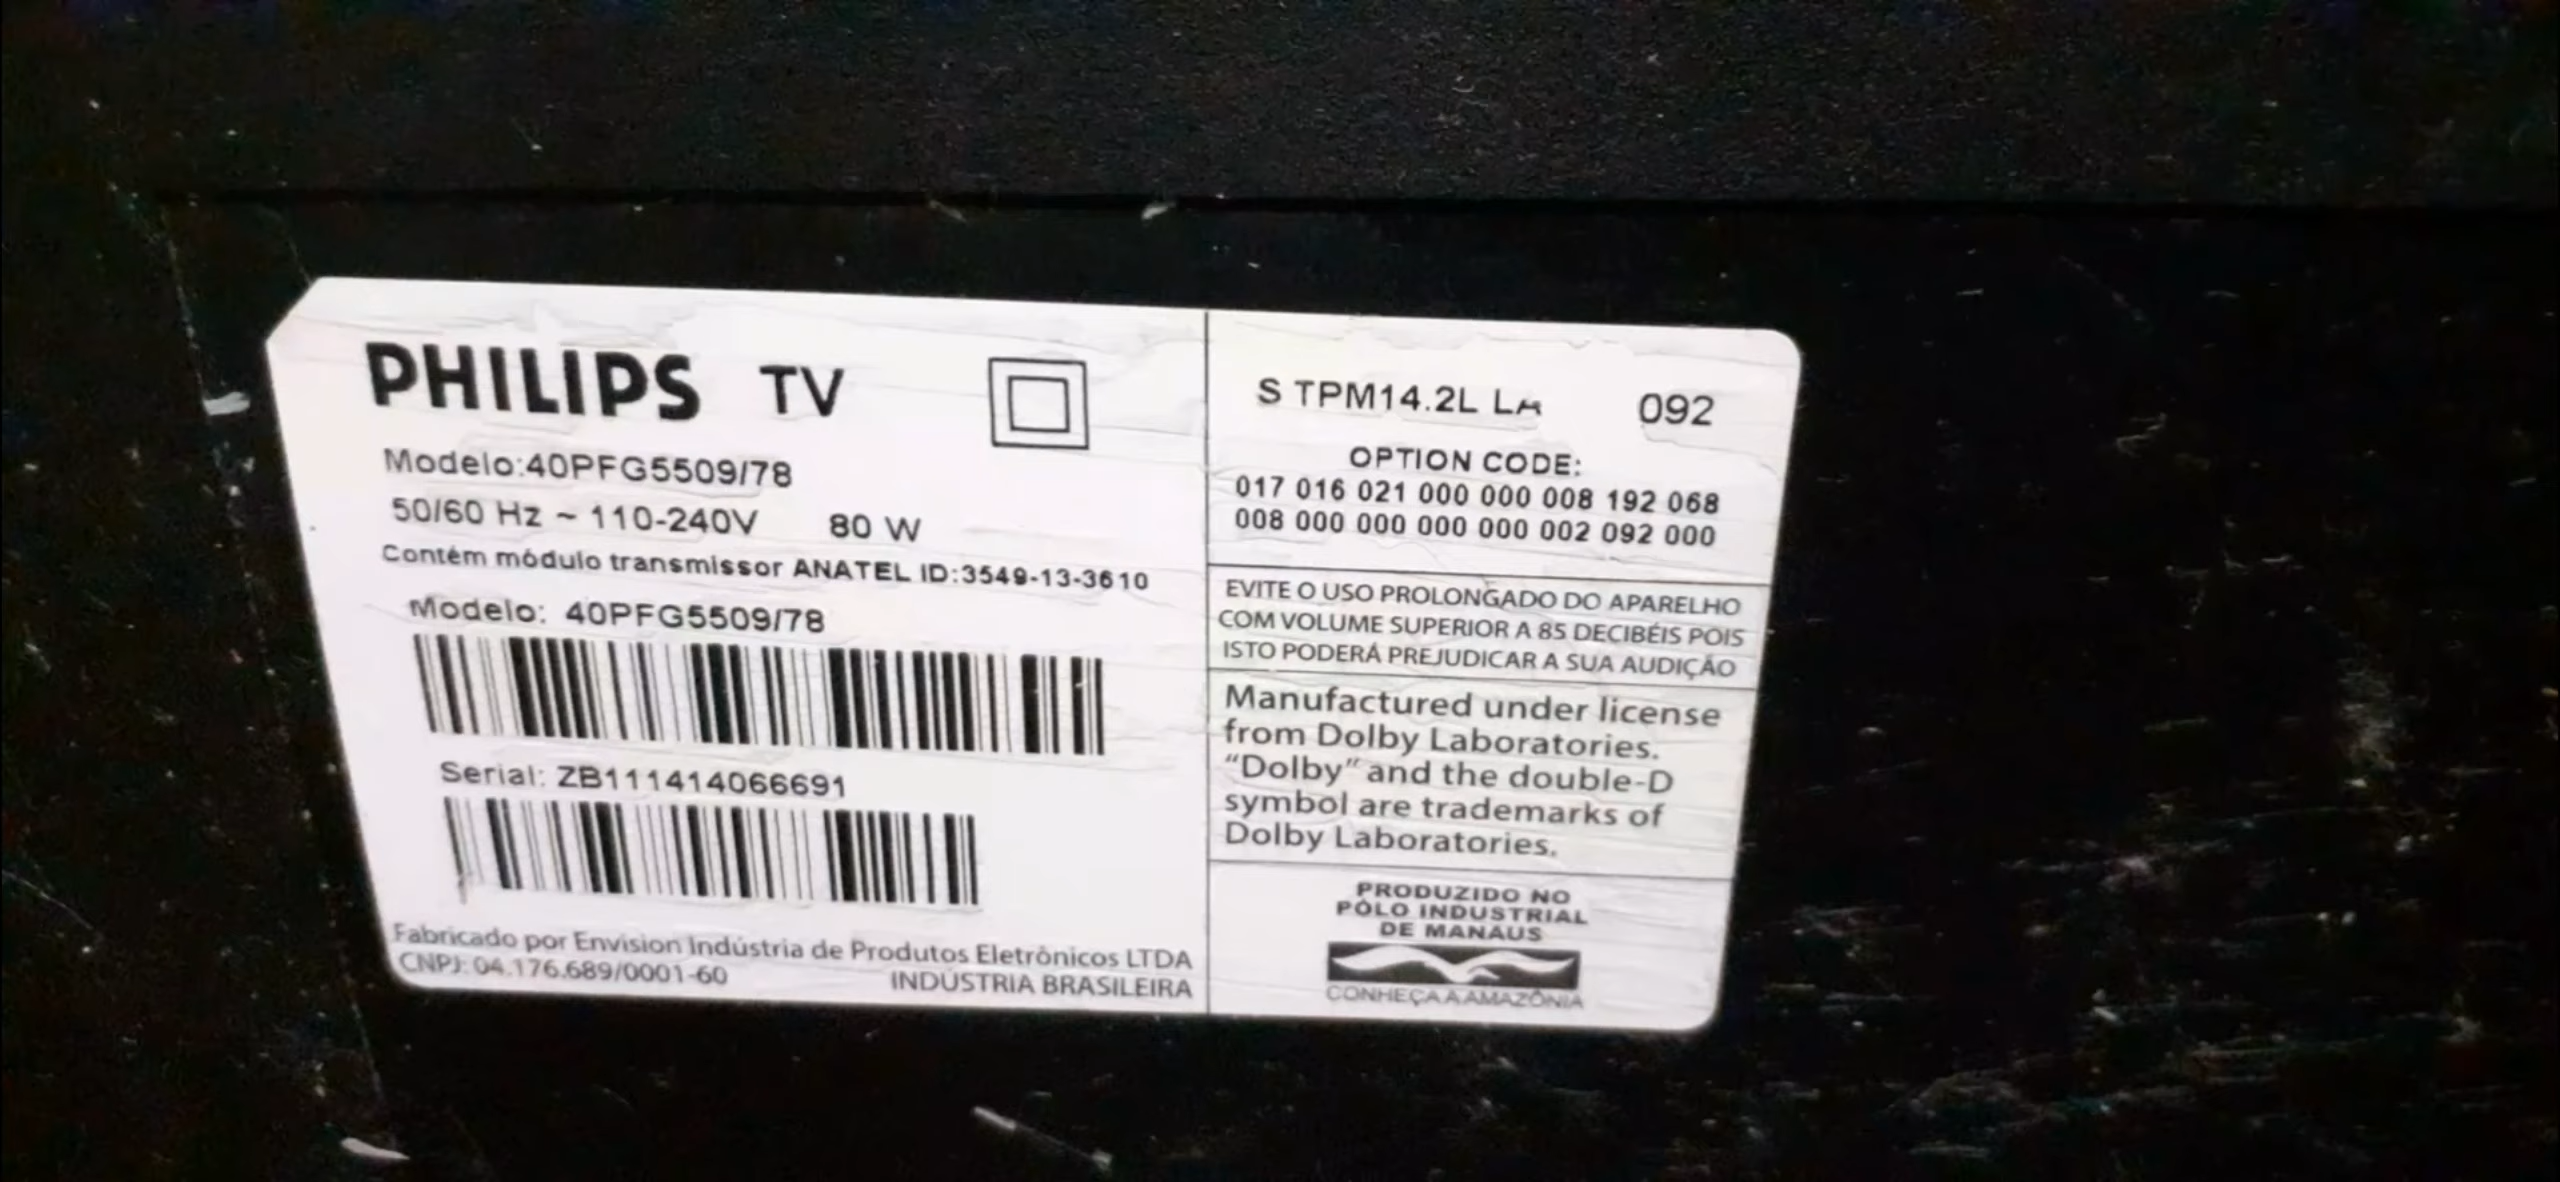 PHILIPS TV
Modelo:40PFG5509/78
50/60 Hz ~ 110-240V 80 W
Contém módulo transmissor ANATEL ID:3549-13-3610
Modelo: 40PFG5509/78
Serial: ZB111414066691
Fabricado por Envision Indústria de Produtos Eletrônicos LTDA
CNPJ: 04.176.689/0001-60 INDÚSTRIA BRASILEIRA
S TPM14.2L 092
OPTION CODE:
017 016 021 000 000 008 192 068
008 000 000 000 000 002 092 000
EVITE O USO PROLONGADO DO APARELHO
COM VOLUME SUPERIOR A 85 DECIBÉIS POIS
ISTO PODERÁ PREJUDICAR A SUA AUDIÇÃO
Manufactured under license
from Dolby Laboratories.
"Dolby" and the double-D
symbol are trademarks of
Dolby Laboratories.
PRODUZIDO NO
PÓLO INDUSTRIAL
DE MANAUS
CONHEÇA A AMAZÔNIA